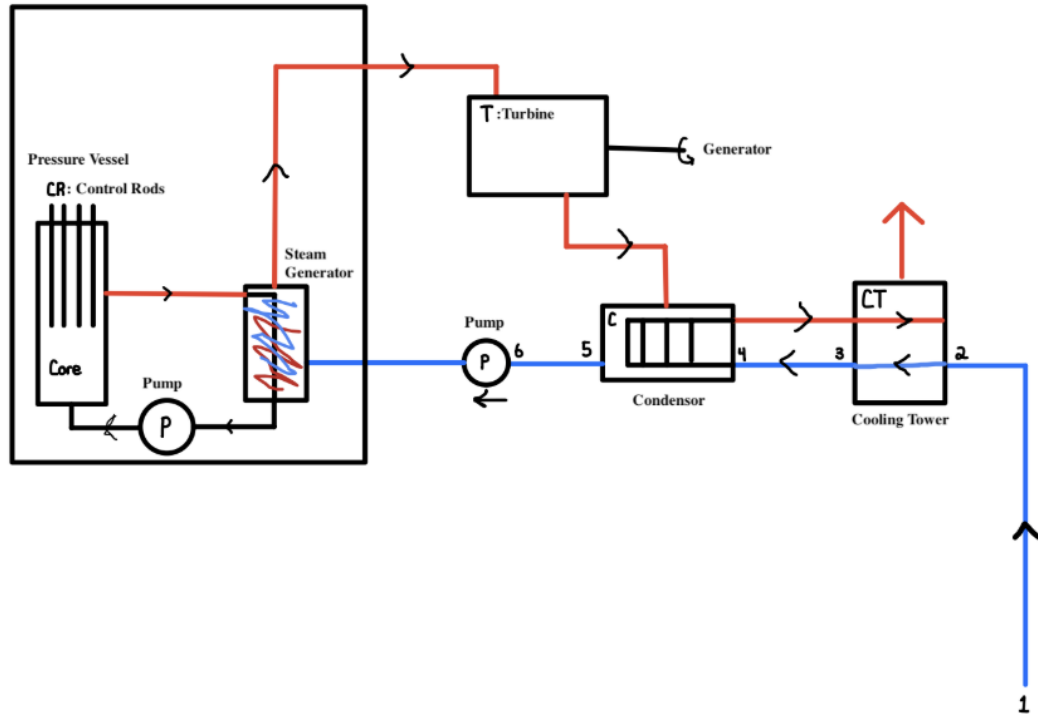 T :Turbine
Generator
Pressure Vessel
CR: Control Rods
Steam
Generator
CT
Pump
C
P
6
5
4
3
2
Core
Pump
Condensor
Cooling Tower
P
1